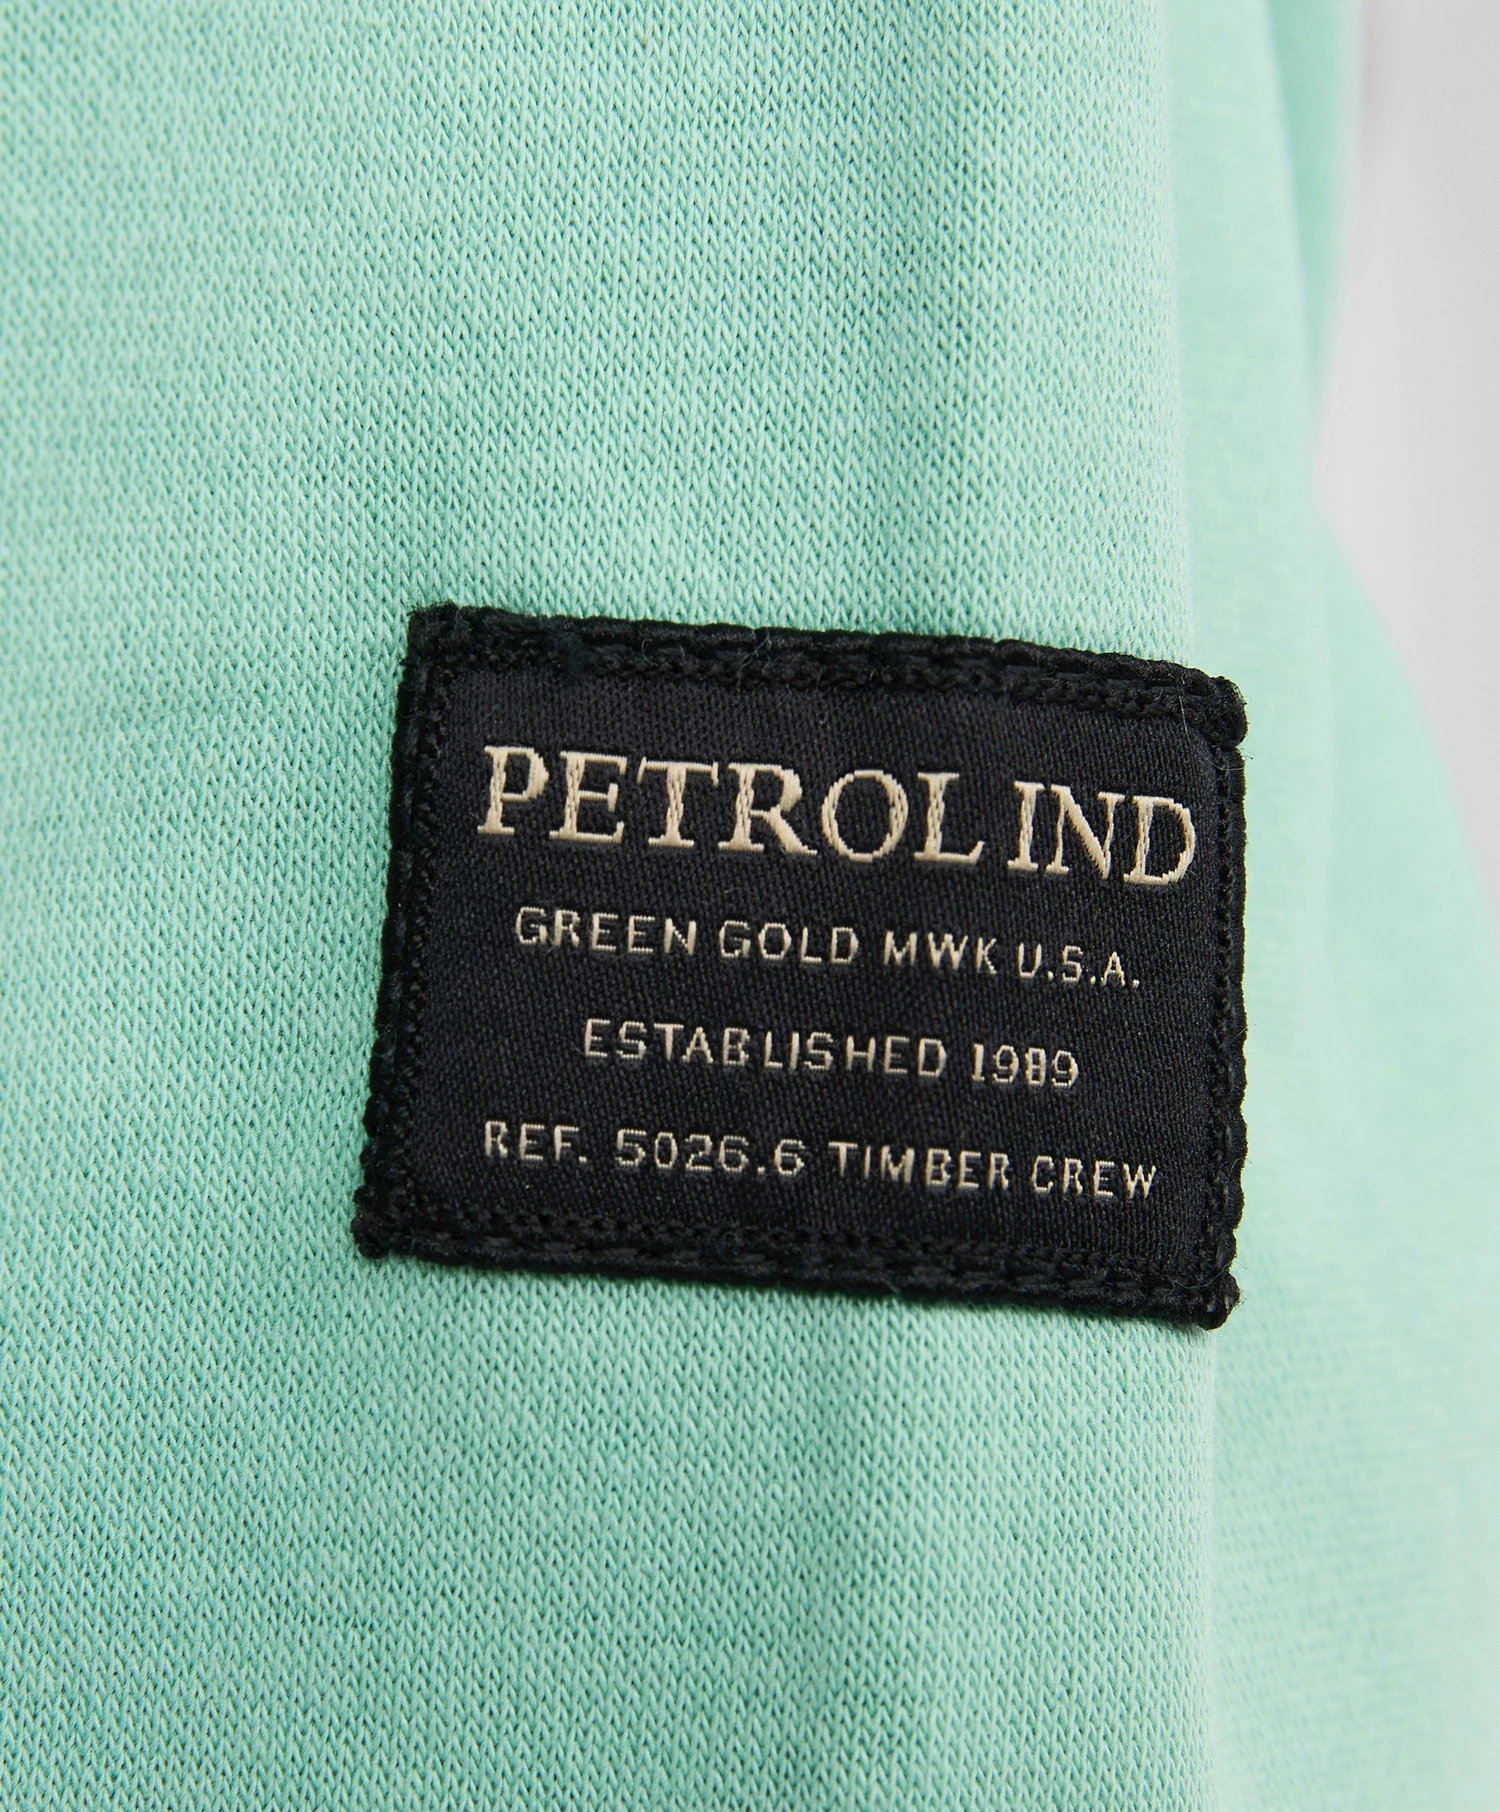 PETROL IND
GREEN GOLD MWK U.S.A.
ESTABLISHED 1989
REF. 5026.6 TIMBER CREW